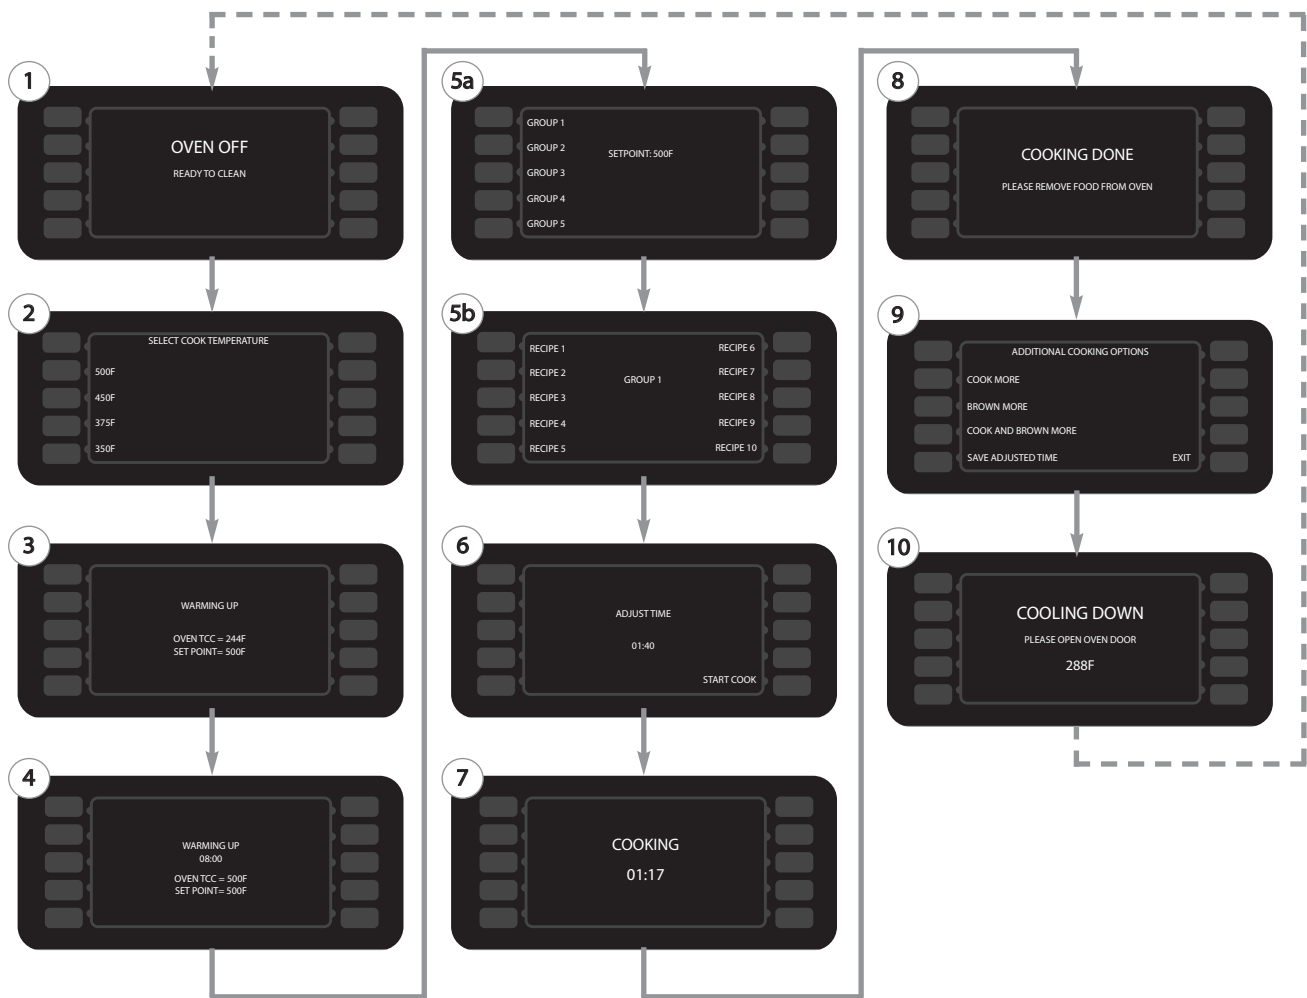 1
OVEN OFF
READY TO CLEAN
2
SELECT COOK TEMPERATURE
500F
450F
375F
350F
3
WARMING UP
OVEN TCC = 244F
SET POINT= 500F
4
WARMING UP
08:00
OVEN TCC = 500F
SET POINT= 500F
5a
GROUP 1
GROUP 2
SETPOINT: 500F
GROUP 3
GROUP 4
GROUP 5
5b
RECIPE 1 RECIPE 6
RECIPE 2 RECIPE 7
GROUP 1
RECIPE 3 RECIPE 8
RECIPE 4 RECIPE 9
RECIPE 5 RECIPE 10
6
ADJUST TIME
01:40
START COOK
7
COOKING
01:17
8
COOKING DONE
PLEASE REMOVE FOOD FROM OVEN
9
ADDITIONAL COOKING OPTIONS
COOK MORE
BROWN MORE
COOK AND BROWN MORE
SAVE ADJUSTED TIME EXIT
10
COOLING DOWN
PLEASE OPEN OVEN DOOR
288F